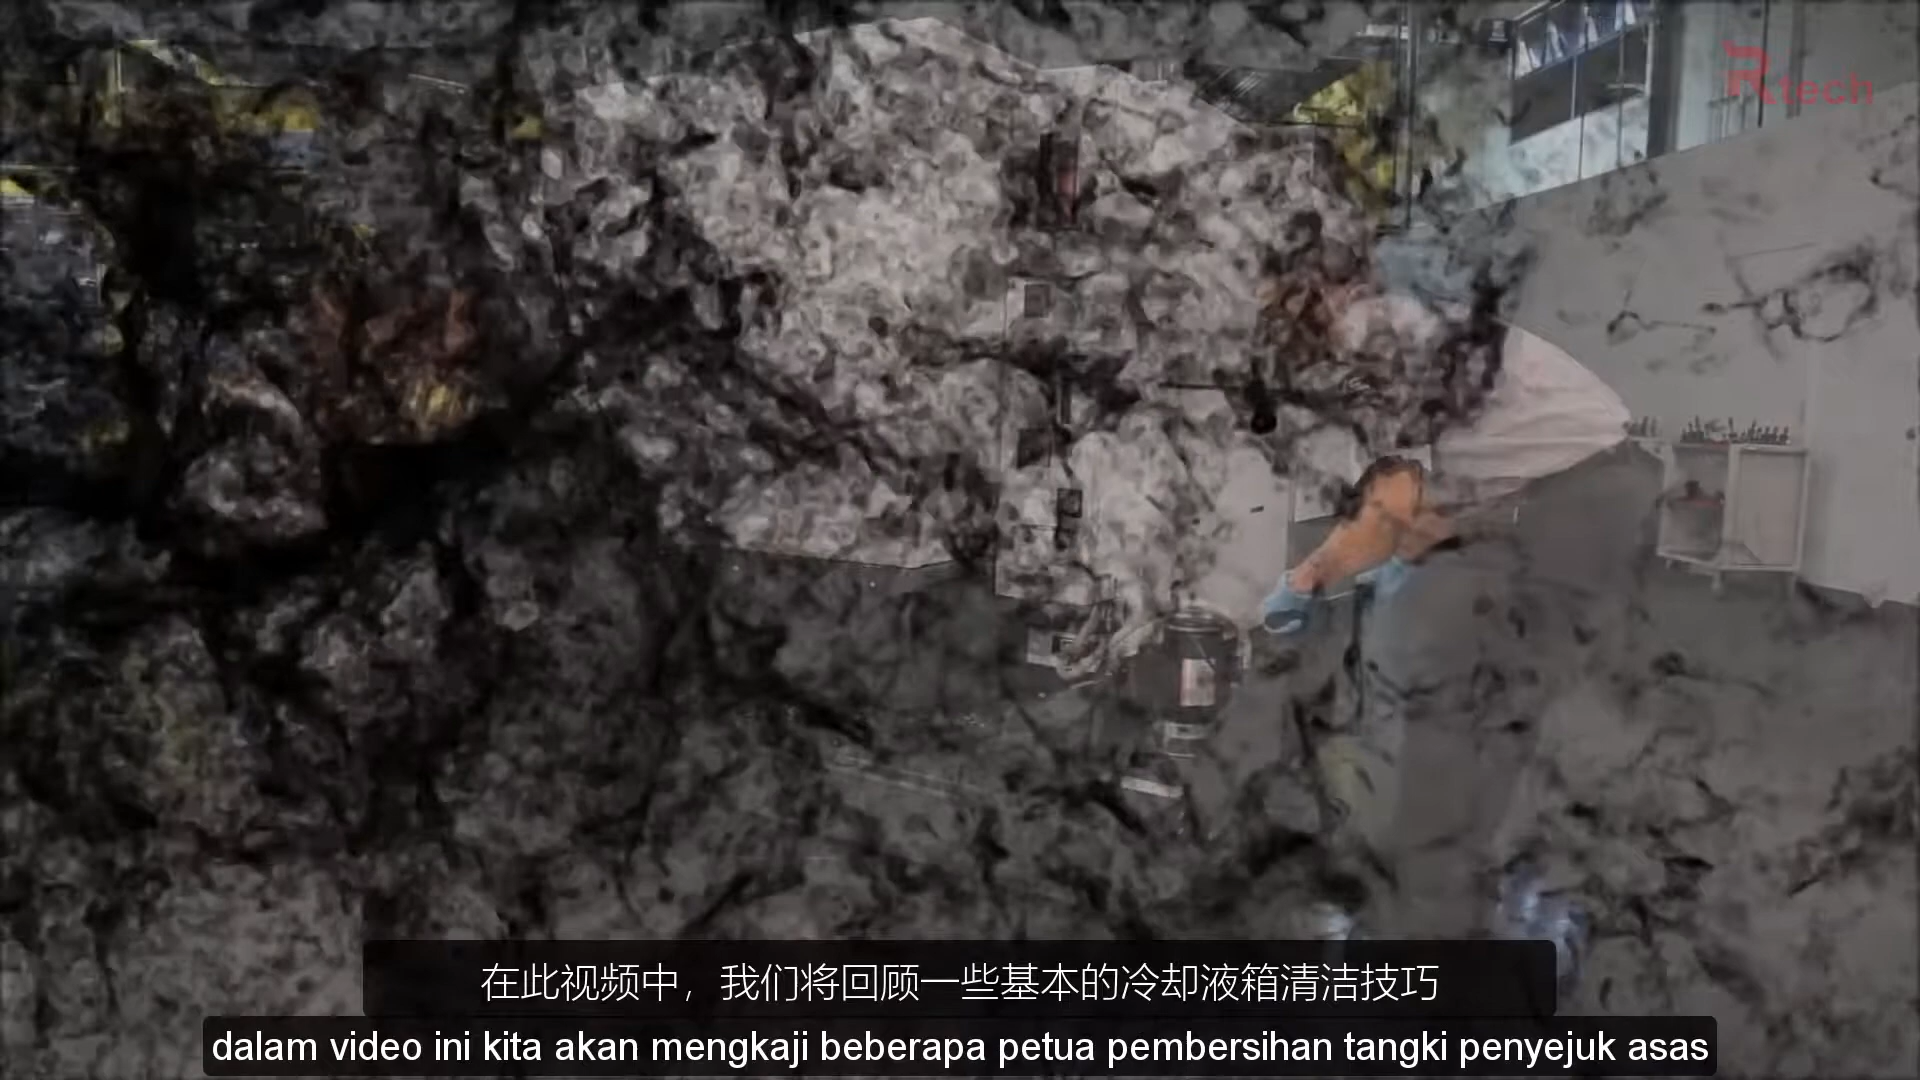 Rtech
在此视频中，我们将回顾一些基本的冷却液箱清洁技巧
dalam video ini kita akan mengkaji beberapa petua pembersihan tangki penyejuk asas